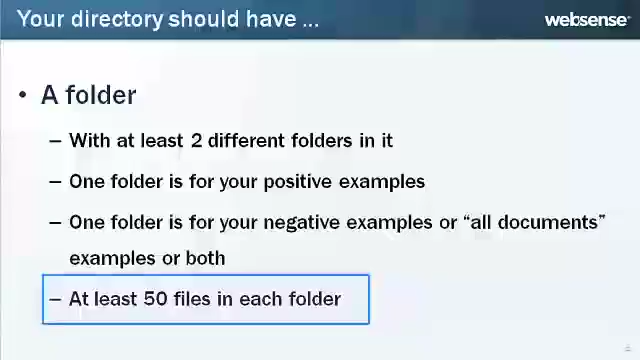 Your directory should have ...
websense
• A folder
– With at least 2 different folders in it
– One folder is for your positive examples
– One folder is for your negative examples or “all documents”
examples or both
– At least 50 files in each folder